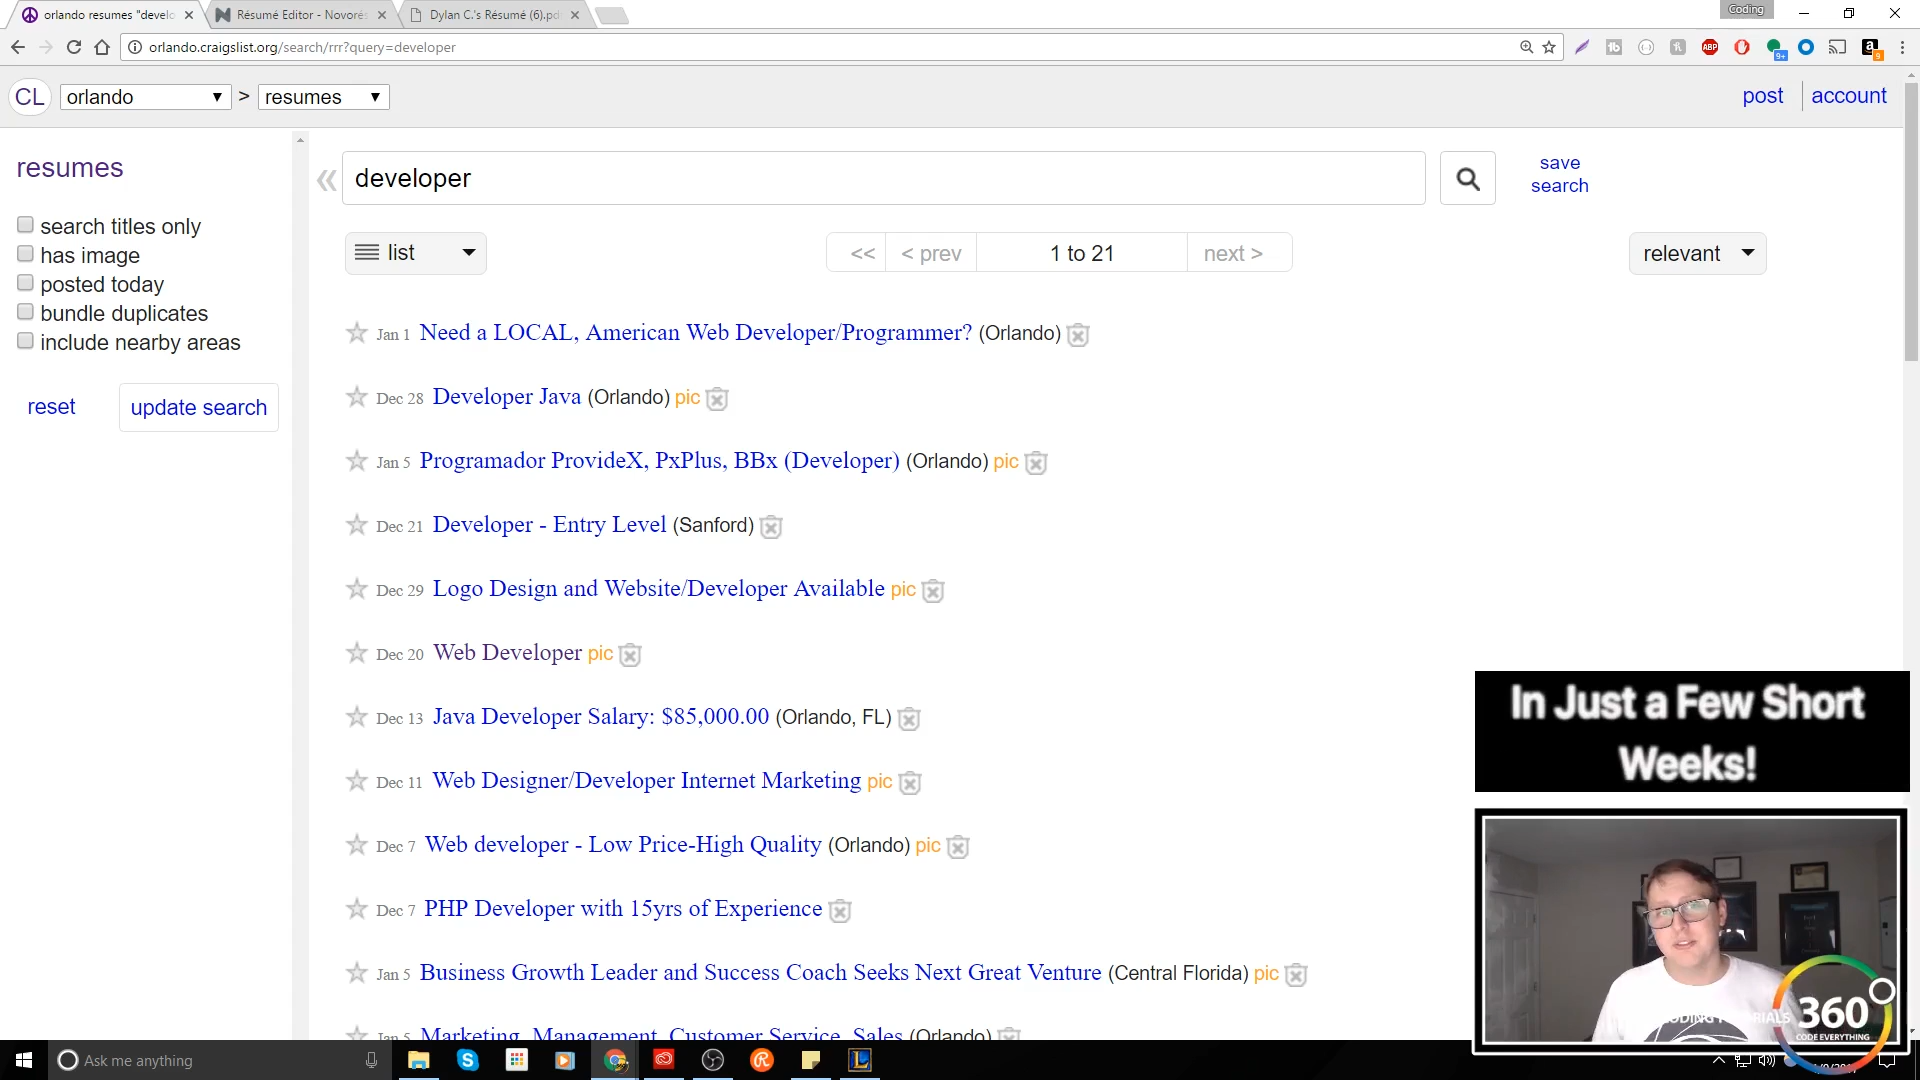 orlando resumes "develo
Résumé Editor - Novorés
Dylan C.'s Résumé (6).pd
Coding
orlando.craigslist.org/search/rrr?query=developer
ABP
9+
a
9
CL
orlando
>
resumes
post
account
resumes
search titles only
has image
posted today
bundle duplicates
include nearby areas
reset
update search
developer
save
search
list
<<
< prev
1 to 21
next >
relevant
Jan 1 Need a LOCAL, American Web Developer/Programmer? (Orlando)
Dec 28 Developer Java (Orlando) pic
Jan 5 Programador ProvideX, PxPlus, BBx (Developer) (Orlando) pic
Dec 21 Developer - Entry Level (Sanford)
Dec 29 Logo Design and Website/Developer Available pic
Dec 20 Web Developer pic
Dec 13 Java Developer Salary: $85,000.00 (Orlando, FL)
Dec 11 Web Designer/Developer Internet Marketing pic
Dec 7 Web developer - Low Price-High Quality (Orlando) pic
Dec 7 PHP Developer with 15yrs of Experience
Jan 5 Business Growth Leader and Success Coach Seeks Next Great Venture (Central Florida) pic
Jan 5 Marketing, Management, Customer Service, Sales (Orlando)
In Just a Few Short
Weeks!
360
CODE EVERYTHING
Ask me anything